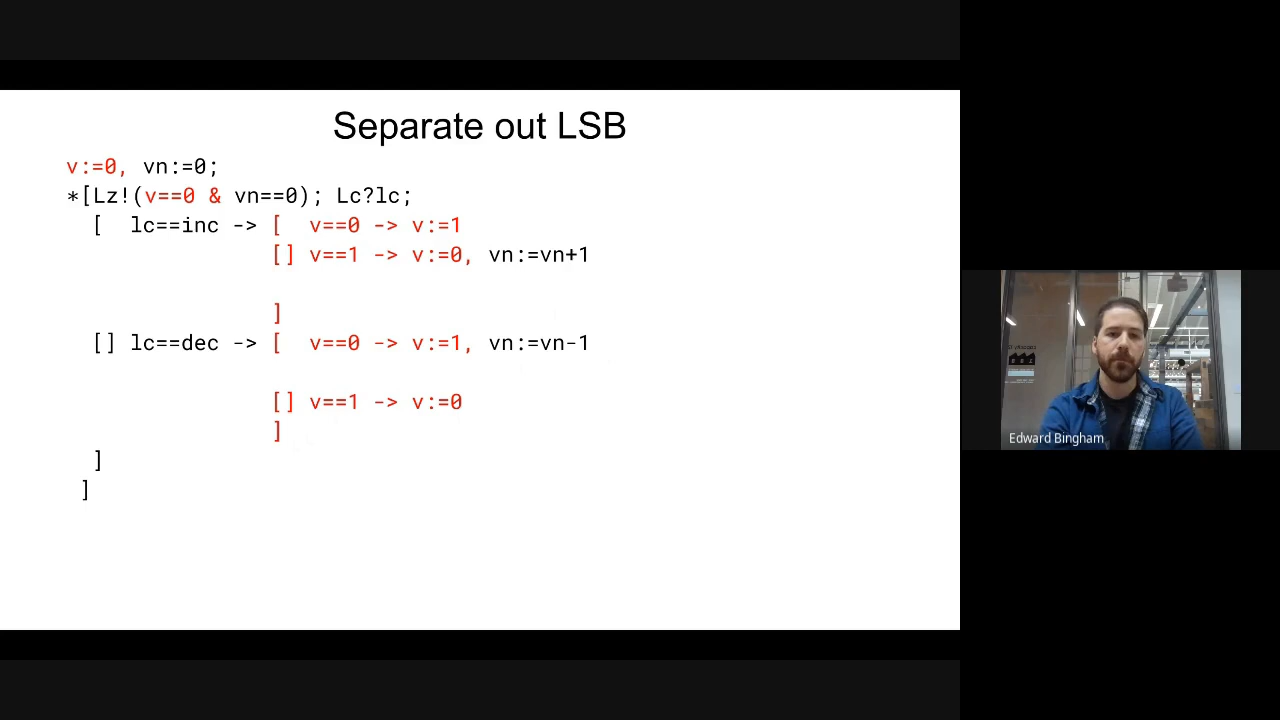 Separate out LSB
v:=0, vn:=0;
*[Lz!(v==0 & vn==0); Lc?lc;
[ lc==inc -> [ v==0 -> v:=1
[] v==1 -> v:=0, vn:=vn+1
]
[] lc==dec -> [ v==0 -> v:=1, vn:=vn-1
[] v==1 -> v:=0
]
]
]
Edward Bingham